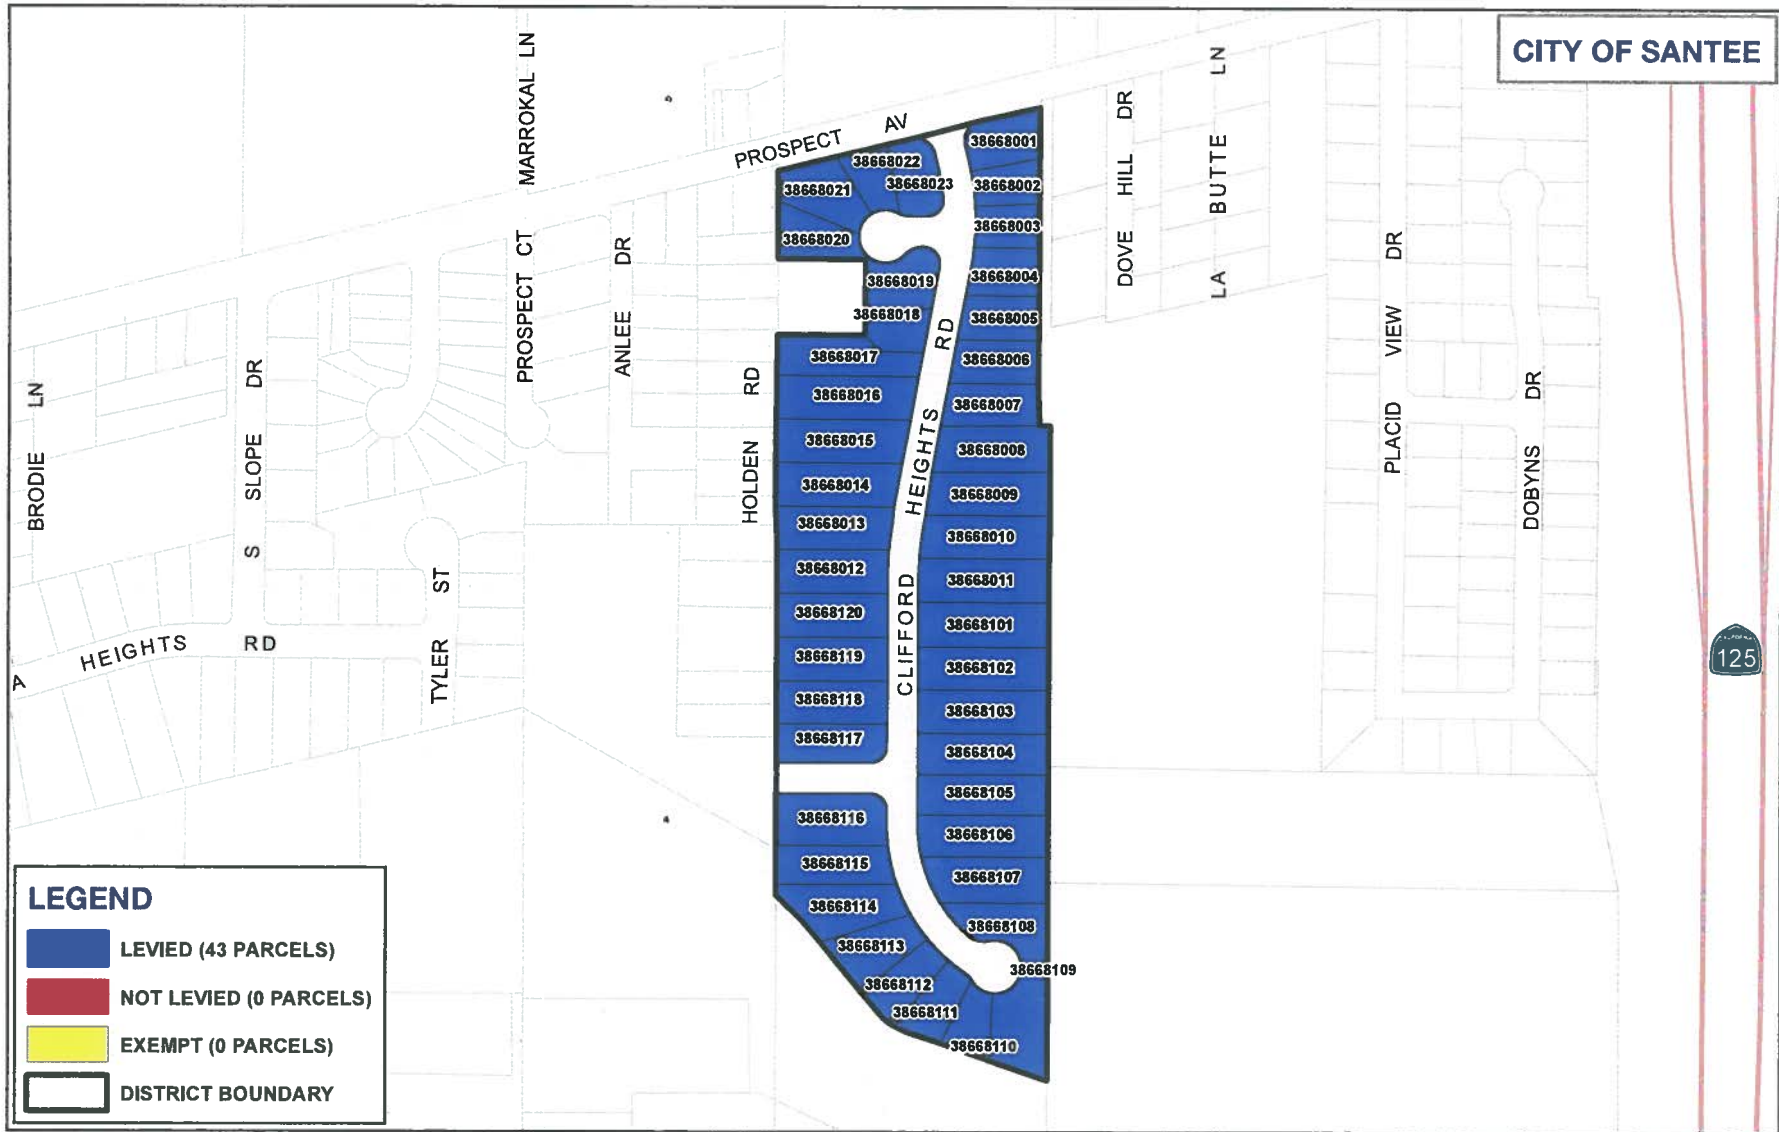 CITY OF SANTEE
MARROKAL LN
PROSPECT AV
DOVE HILL DR
LA BUTTE LN
PLACID VIEW DR
DOBYNS DR
125
BRODIE LN
S SLOPE DR
PROSPECT CT
ANLEE DR
HOLDEN RD
TYLER ST
A HEIGHTS RD
CLIFFORD HEIGHTS RD
38668001
38668002
38668003
38668004
38668005
38668006
38668007
38668008
38668009
38668010
38668011
38668101
38668102
38668103
38668104
38668105
38668106
38668107
38668108
38668109
38668110
38668111
38668112
38668113
38668114
38668115
38668116
38668117
38668118
38668119
38668120
38668012
38668013
38668014
38668015
38668016
38668017
38668018
38668019
38668020
38668021
38668022
38668023
LEGEND
LEVIED (43 PARCELS)
NOT LEVIED (0 PARCELS)
EXEMPT (0 PARCELS)
DISTRICT BOUNDARY